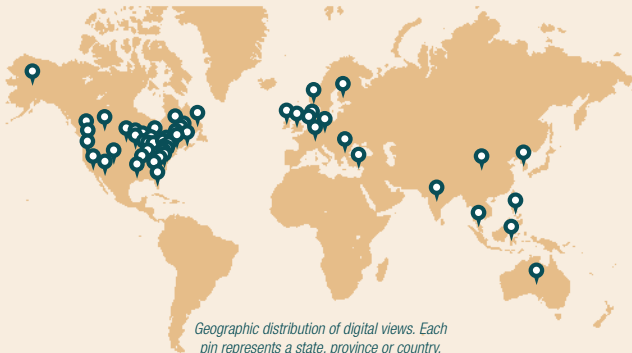 Geographic distribution of digital views. Each
pin represents a state, province or country.